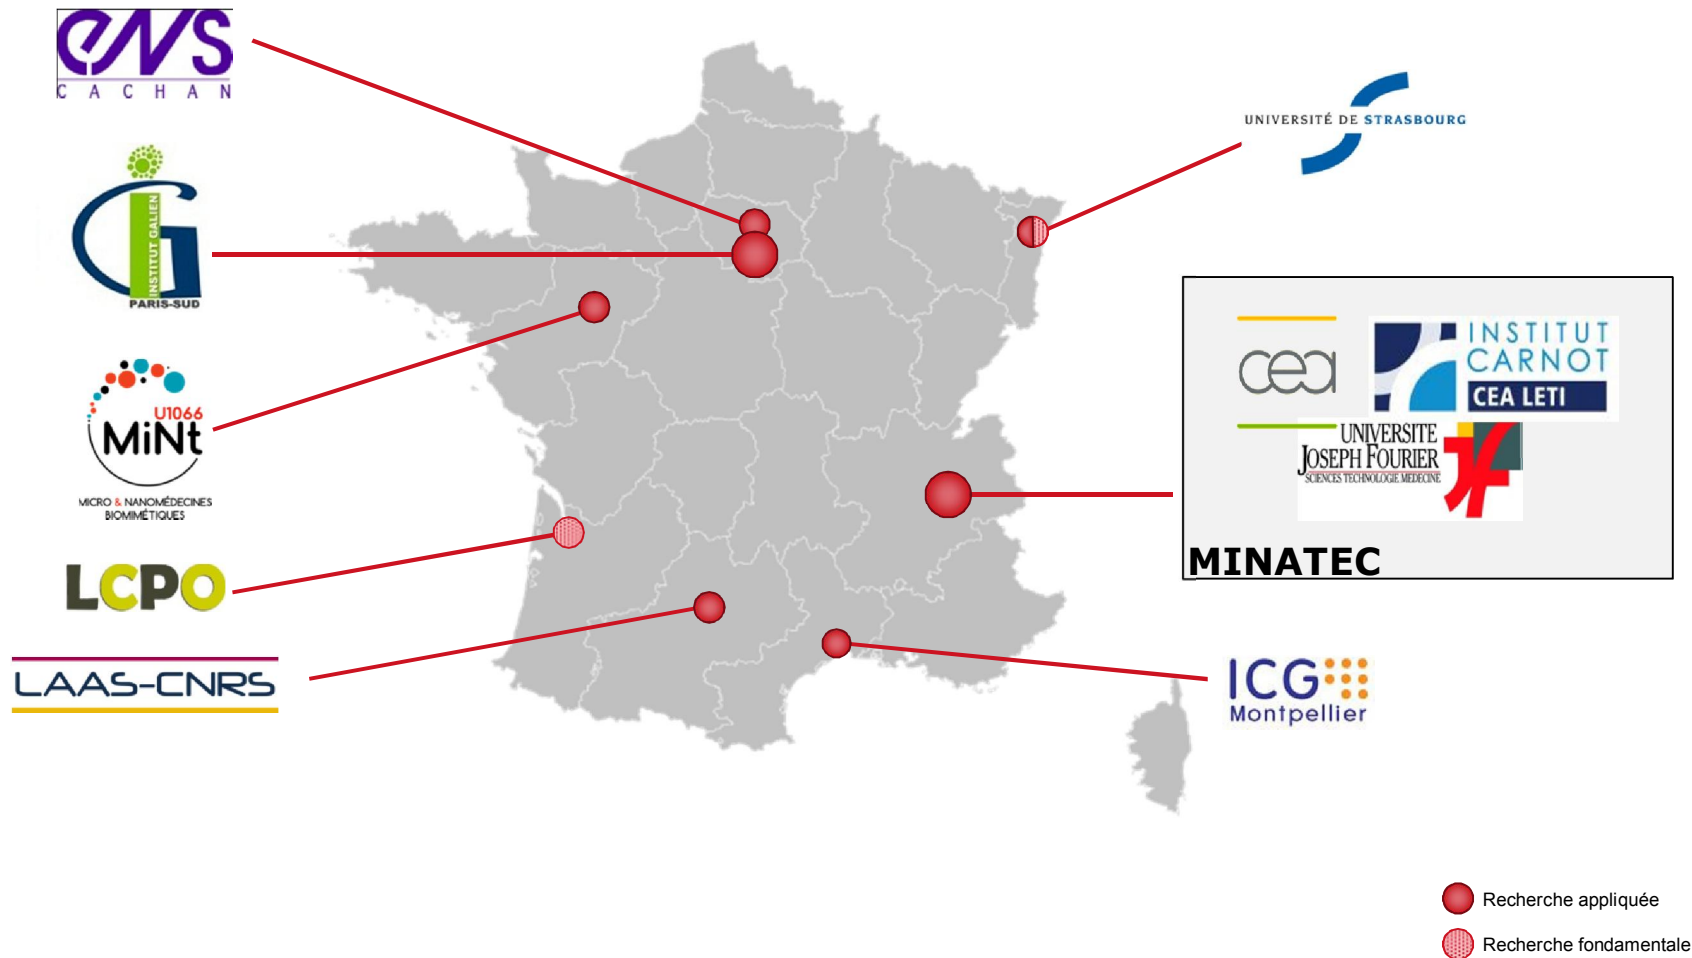 ens
CACHAN
INSTITUT GALIEN
PARIS-SUD
U1066
MiNt
MICRO & NANOMÉDECINES
BIOMIMÉTIQUES
LCPO
LAAS-CNRS
UNIVERSITÉ DE STRASBOURG
cea
INSTITUT
CARNOT
CEA LETI
UNIVERSITE
JOSEPH FOURIER
SCIENCES TECHNOLOGIE MEDECINE
MINATEC
ICG
Montpellier
Recherche appliquée
Recherche fondamentale